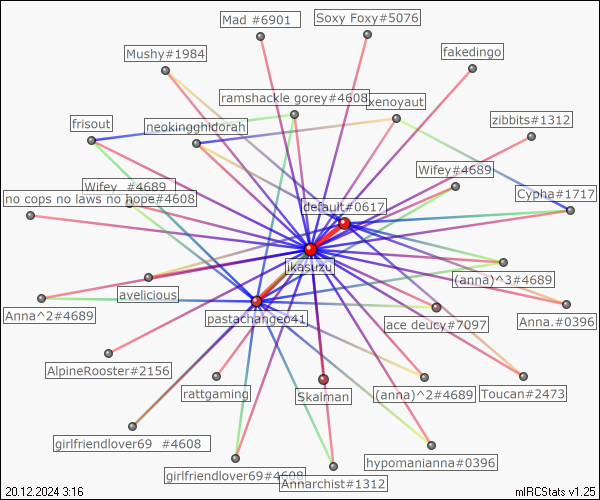 Mad #6901
Soxy Foxy#5076
Mushy#1984
fakedingo
ramshackle gorey#4608
xenoyaut
frisout
neokingghidorah
zibbits#1312
Wifey #4689
Wifey#4689
no cops no laws no hope#4608
default#0617
Cypha#1717
jikasuzu
(anna)^3#4689
avelicious
Anna^2#4689
pastachangeo41
ace deucy#7097
Anna.#0396
AlpineRooster#2156
rattgaming
Skalman
(anna)^2#4689
Toucan#2473
girlfriendlover69 #4608
girlfriendlover69#4608
hypomanianna#0396
Annarchist#1312
20.12.2024 3:16
mIRCStats v1.25